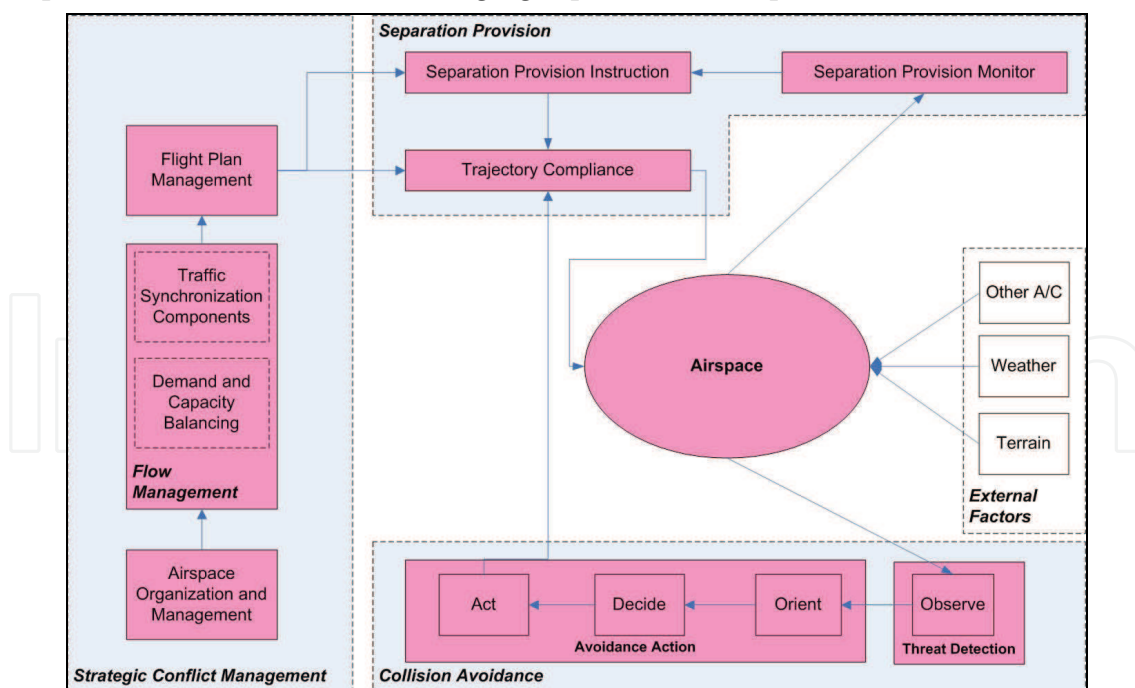 Separation Provision
Separation Provision Instruction
Separation Provision Monitor
Flight Plan
Management
Trajectory Compliance
Traffic
Synchronization
Components
Demand and
Capacity
Balancing
Flow
Management
Airspace
Organization and
Management
Strategic Conflict Management
Airspace
Other A/C
Weather
Terrain
External
Factors
Act
Decide
Orient
Observe
Avoidance Action
Threat Detection
Collision Avoidance